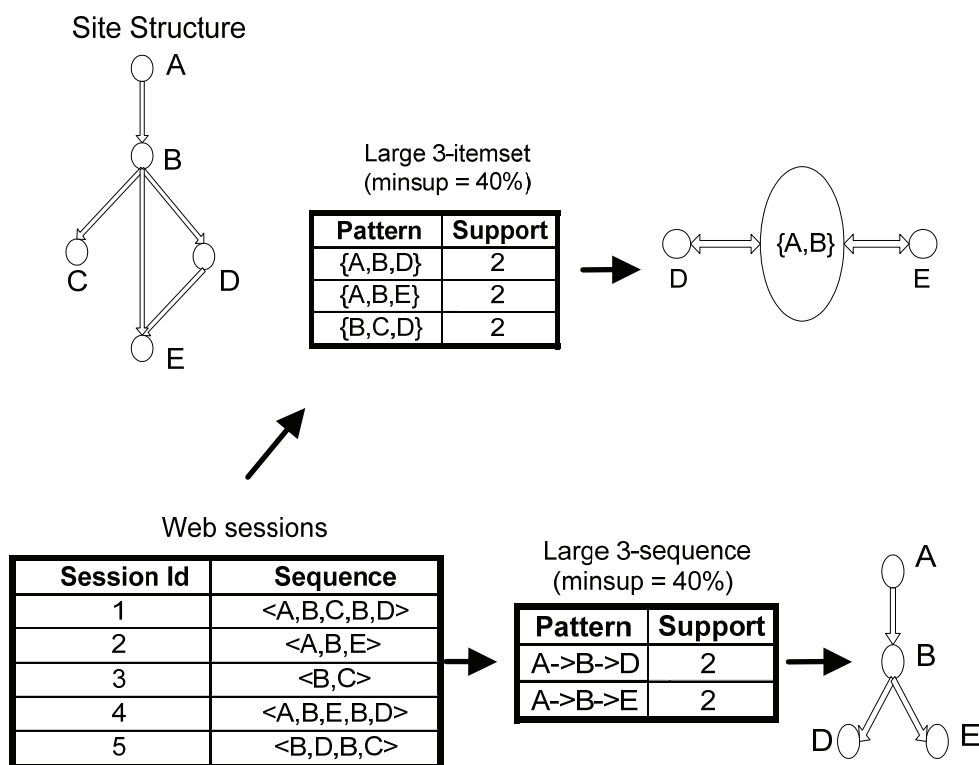 Site Structure
A
B
C
D
E
Large 3-itemset
(minsup = 40%)
Pattern Support
{A,B,D} 2
{A,B,E} 2
{B,C,D} 2
D
{A,B}
E
Web sessions
Session Id Sequence
1 <A,B,C,B,D>
2 <A,B,E>
3 <B,C>
4 <A,B,E,B,D>
5 <B,D,B,C>
Large 3-sequence
(minsup = 40%)
Pattern Support
A->B->D 2
A->B->E 2
A
B
D
E